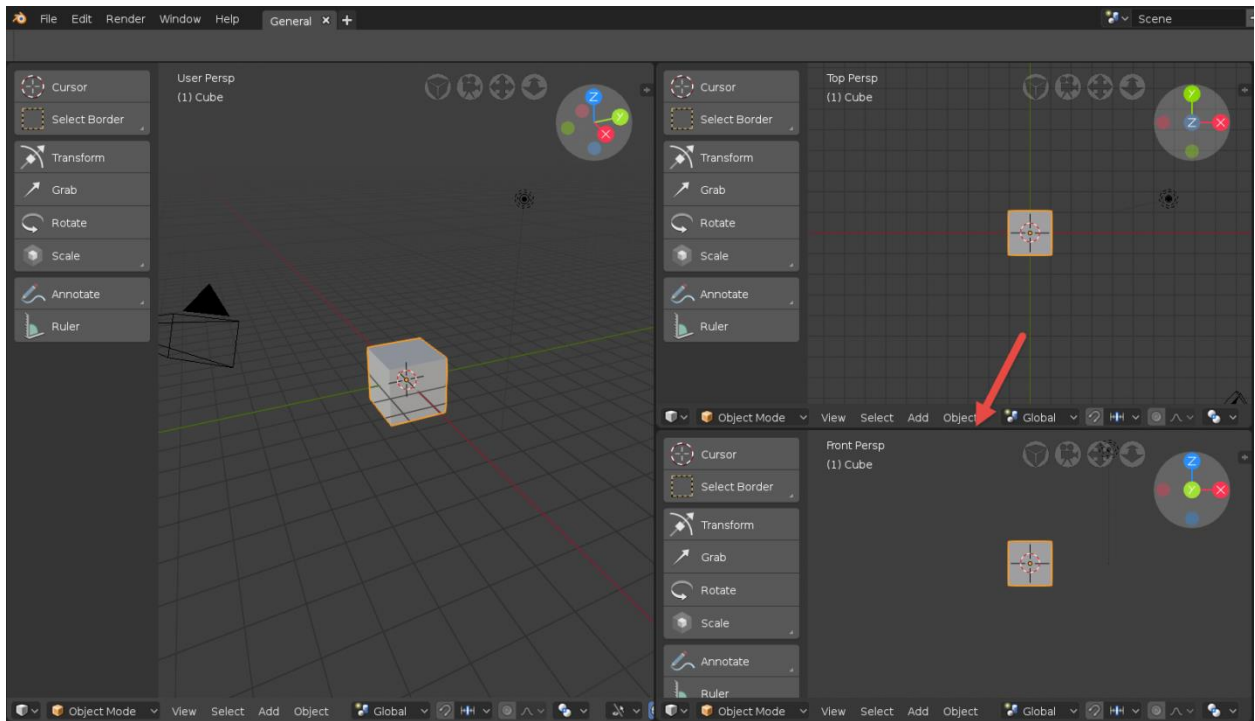 File Edit Render Window Help General × + Scene
User Persp
(1) Cube
Cursor
Select Border
Transform
Grab
Rotate
Scale
Annotate
Ruler
Z
Y
X
Object Mode View Select Add Object Global
Top Persp
(1) Cube
Cursor
Select Border
Transform
Grab
Rotate
Scale
Annotate
Ruler
Y
Z
X
Object Mode View Select Add Object Global
Front Persp
(1) Cube
Cursor
Select Border
Transform
Grab
Rotate
Scale
Annotate
Ruler
Z
Y
X
Object Mode View Select Add Object Global